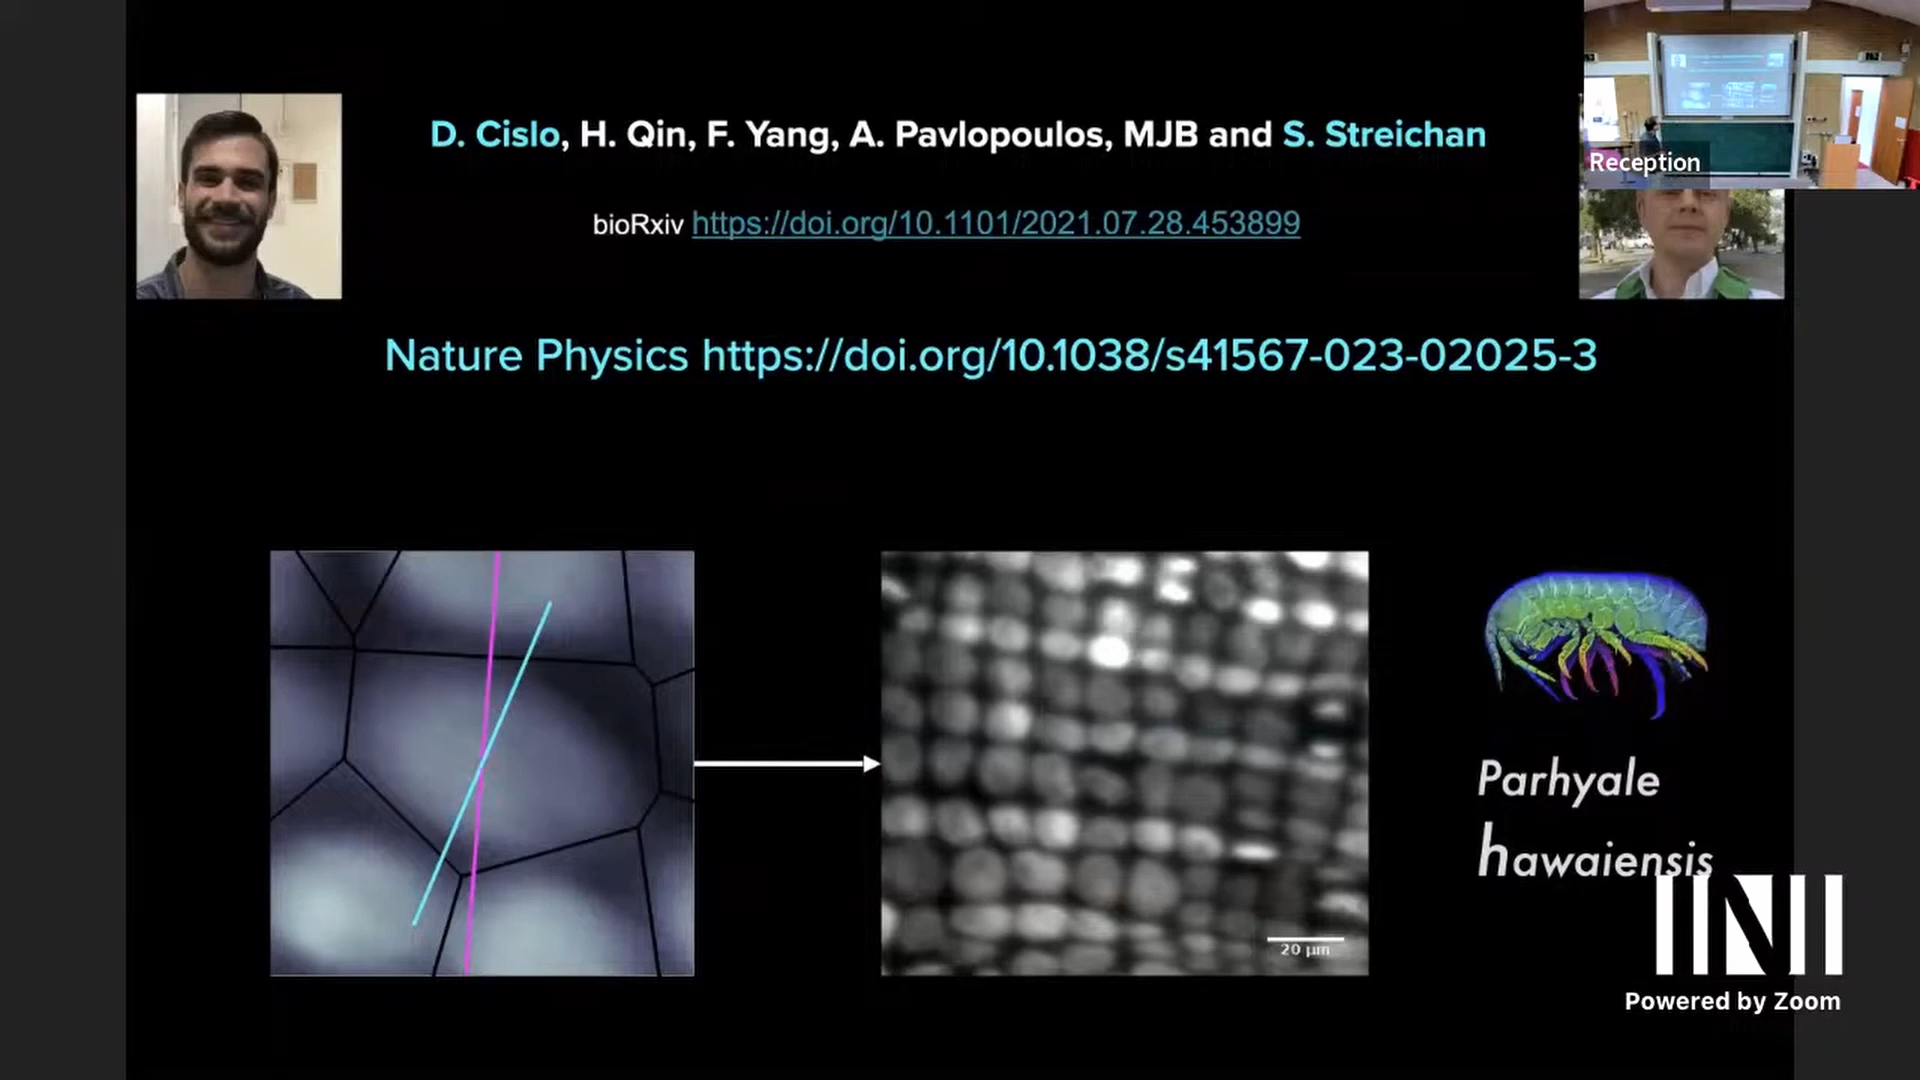 D. Cislo, H. Qin, F. Yang, A. Pavlopoulos, MJB and S. Streichan
Reception
bioRxiv https://doi.org/10.1101/2021.07.28.453899
Nature Physics https://doi.org/10.1038/s41567-023-02025-3
Parhyale
hawaiensis
20 µm
INI
Powered by Zoom